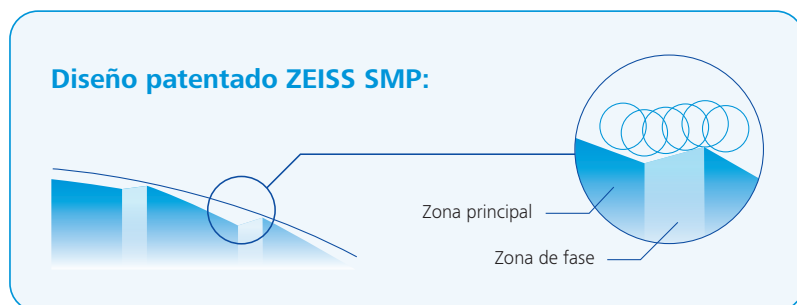 Diseño patentado ZEISS SMP:
Zona principal
Zona de fase